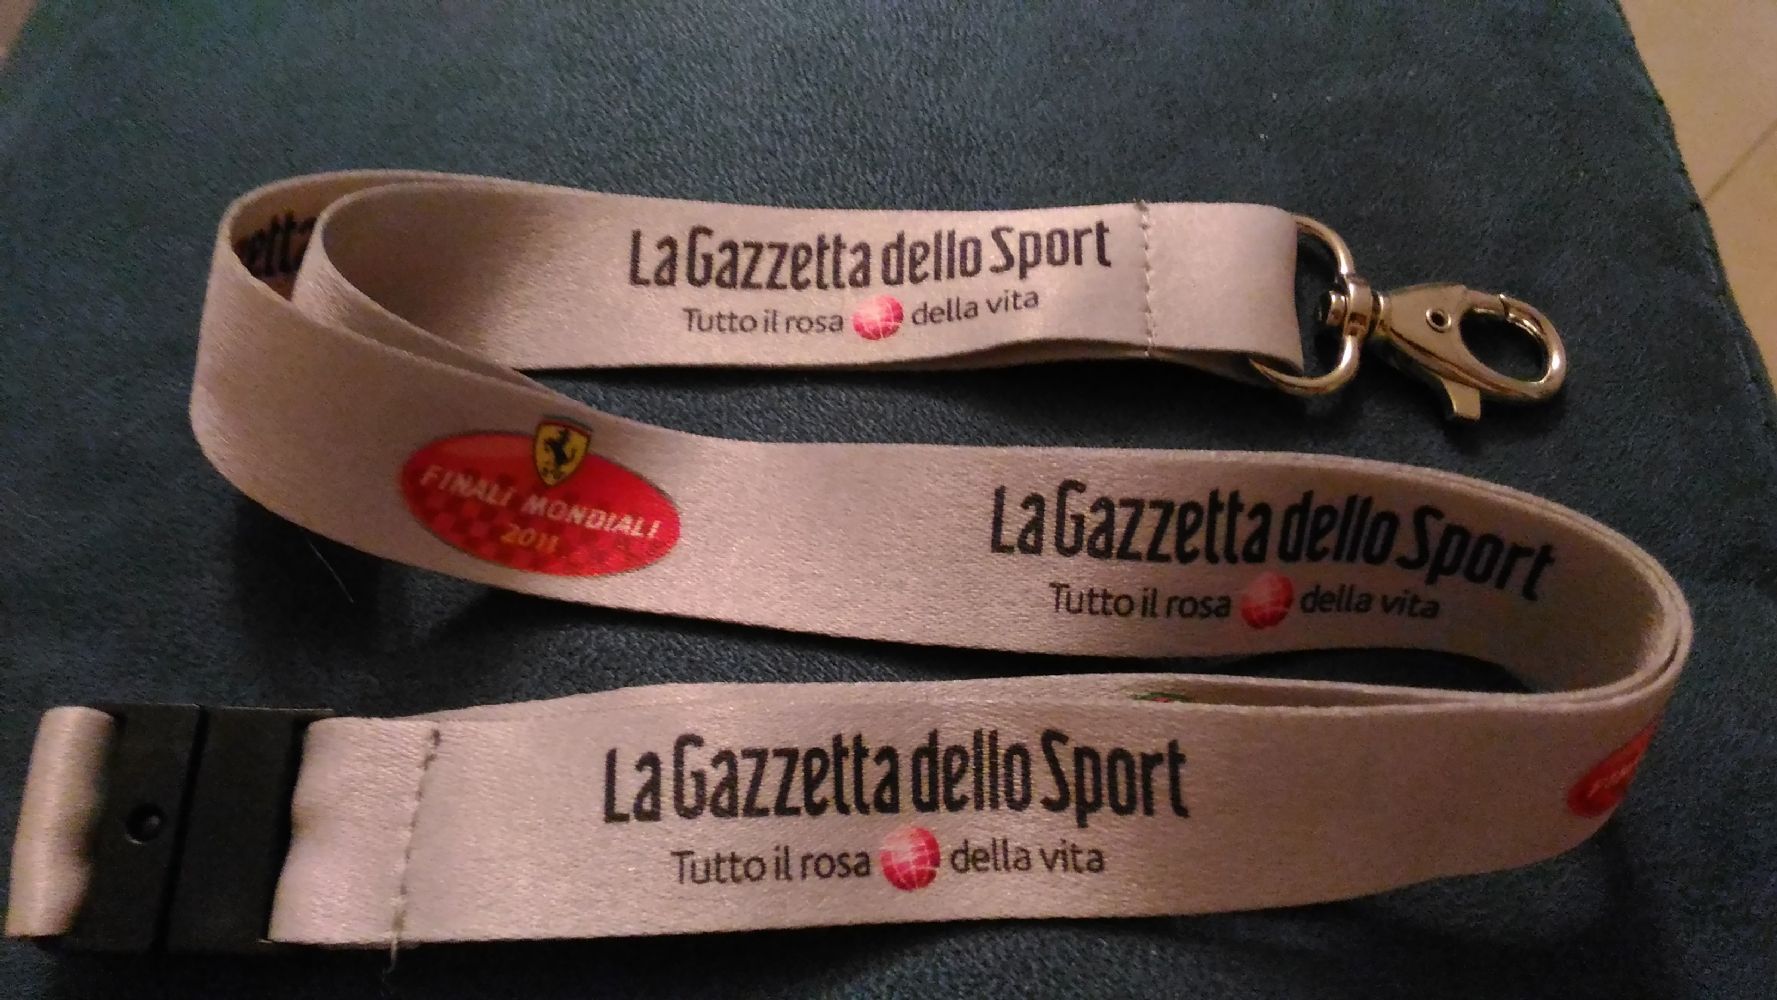 La Gazzetta dello Sport
Tutto il rosa della vita
FINALI MONDIALI
2011
La Gazzetta dello Sport
Tutto il rosa della vita
La Gazzetta dello Sport
Tutto il rosa della vita